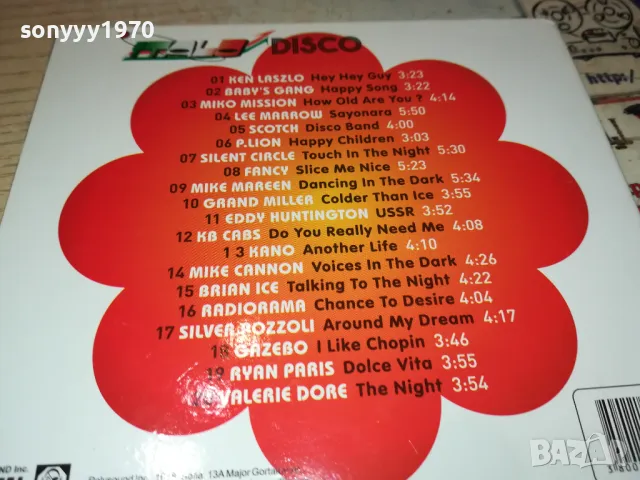 sonyyy1970
DISCO
01 KEN LASZLO Hey Hey Guy 3:23
02 BABY'S GANG Happy Song 3:22
03 MIKO MISSION How Old Are You ? 4:14
04 LEE MARROW Sayonara 5:50
05 SCOTCH Disco Band 4:00
06 P.LION Happy Children 3:03
07 SILENT CIRCLE Touch In The Night 5:30
08 FANCY Slice Me Nice 5:23
09 MIKE MAREEN Dancing In The Dark 5:34
10 GRAND MILLER Colder Than Ice 3:55
11 EDDY HUNTINGTON USSR 3:52
12 KB CABS Do You Really Need Me 4:08
1 3 KANO Another Life 4:10
14 MIKE CANNON Voices In The Dark 4:26
15 BRIAN ICE Talking To The Night 4:22
16 RADIORAMA Chance To Desire 4:04
17 SILVER POZZOLI Around My Dream 4:17
18 GAZEBO I Like Chopin 3:46
19 RYAN PARIS Dolce Vita 3:55
VALERIE DORE The Night 3:54
http:
Inc.
13A Major
bazar